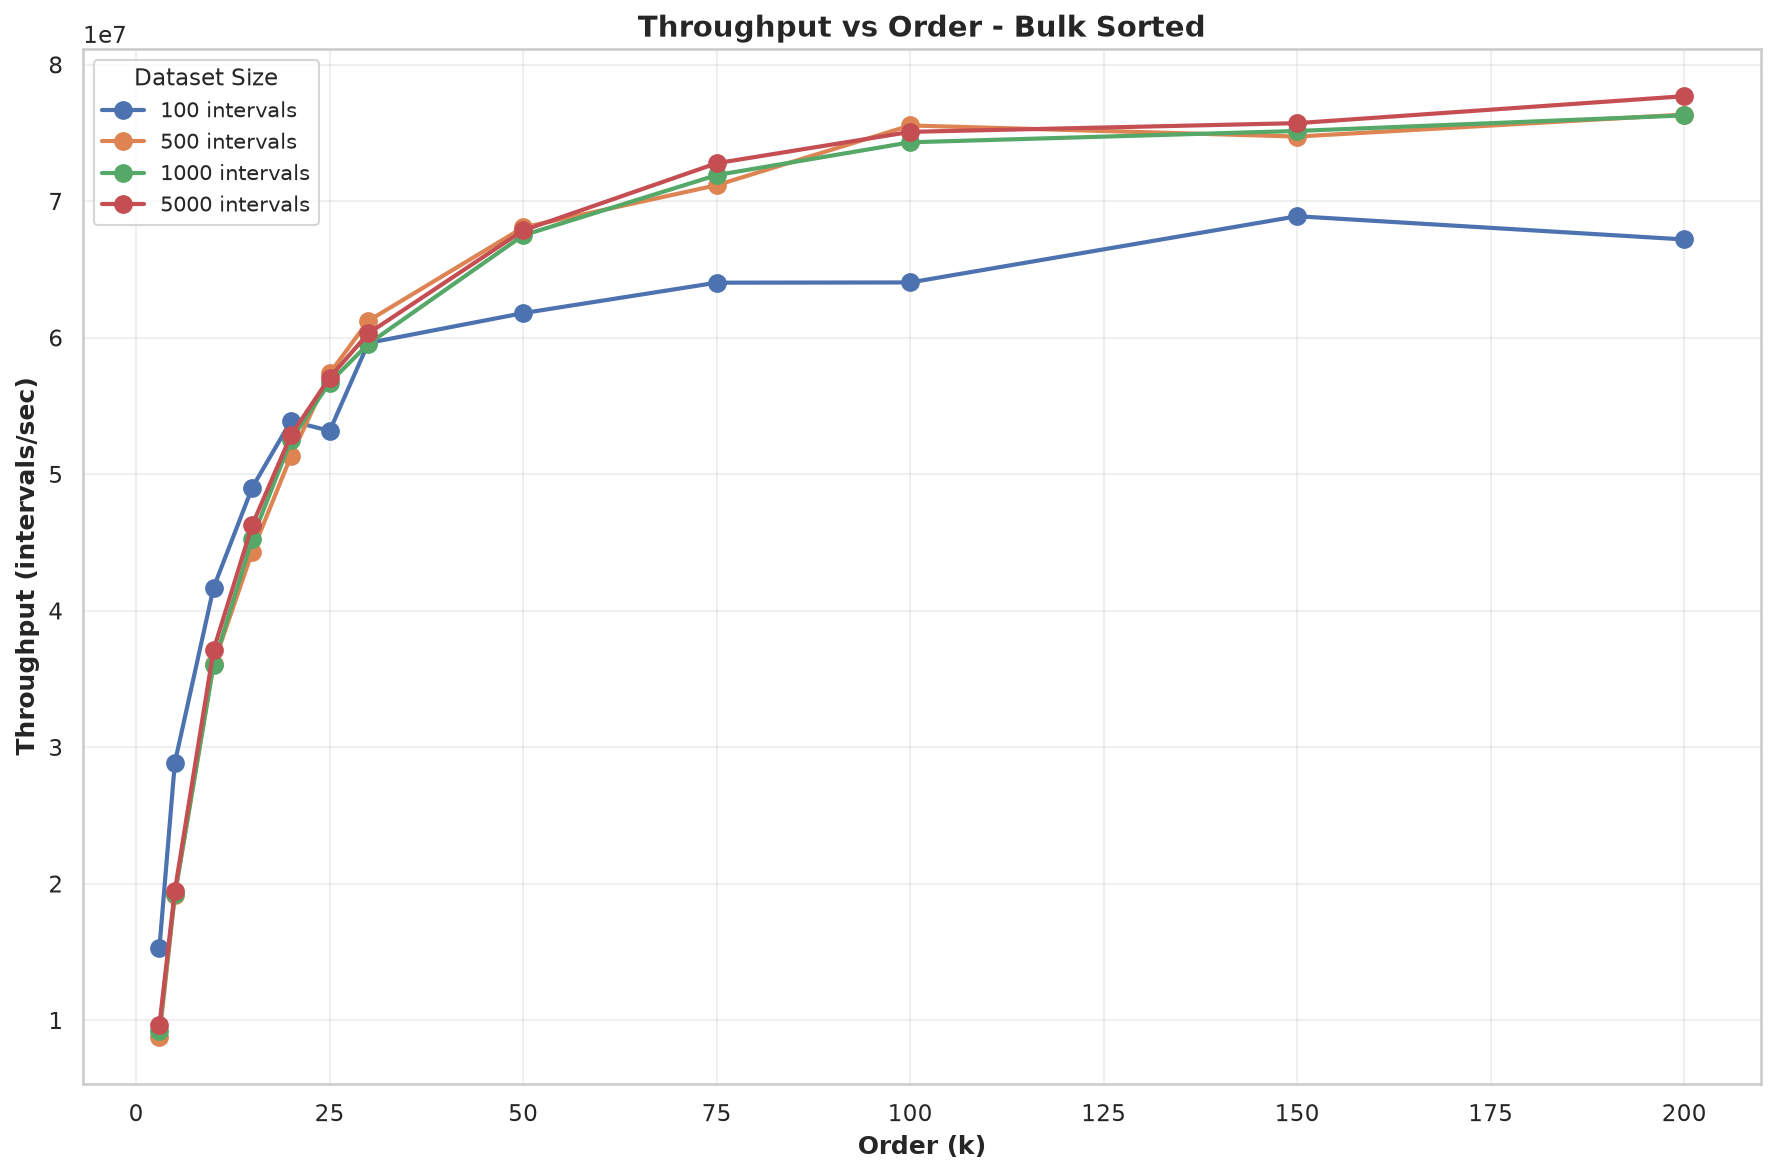 Throughput vs Order - Bulk Sorted
1e7
Dataset Size
100 intervals
500 intervals
1000 intervals
5000 intervals
8
7
6
5
4
3
2
1
Throughput (intervals/sec)
0 25 50 75 100 125 150 175 200
Order (k)